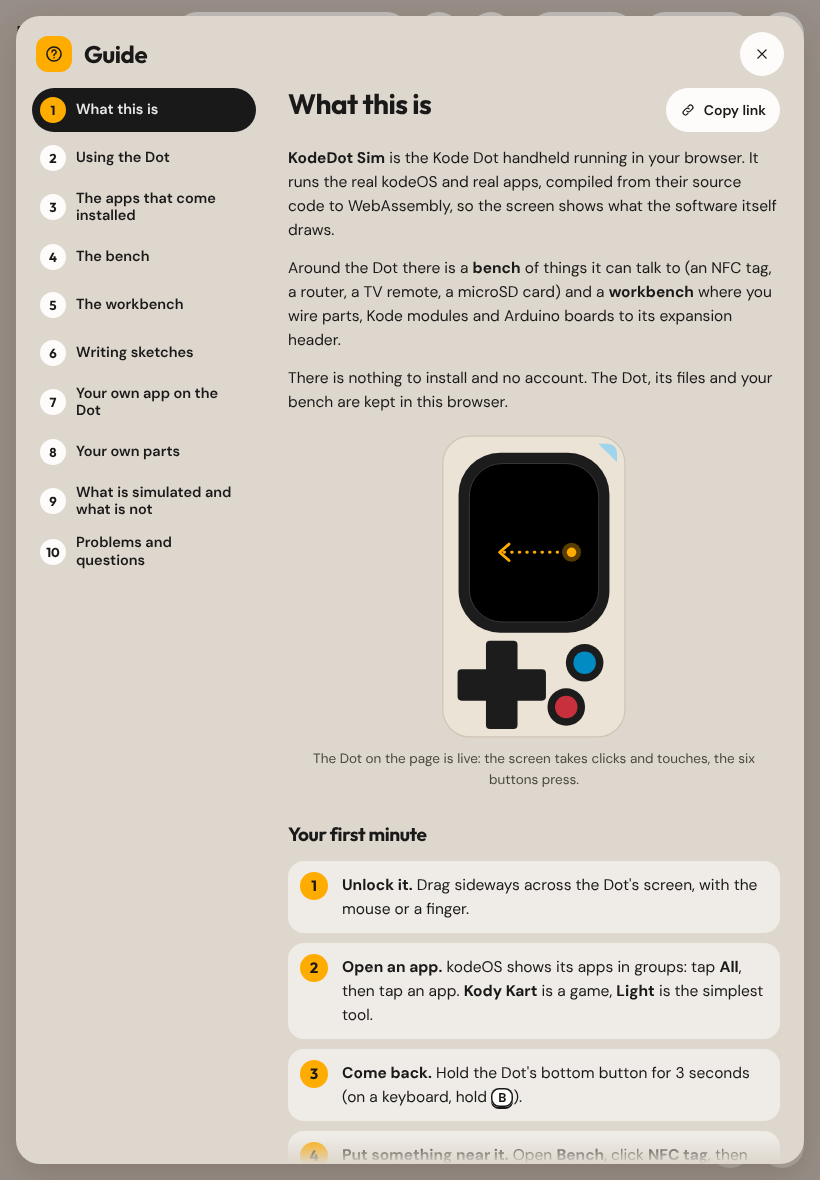 Guide
1 What this is
2 Using the Dot
3 The apps that come
installed
4 The bench
5 The workbench
6 Writing sketches
7 Your own app on the
Dot
8 Your own parts
9 What is simulated and
what is not
10 Problems and
questions
What this is
Copy link
KodeDot Sim is the Kode Dot handheld running in your browser. It
runs the real kodeOS and real apps, compiled from their source
code to WebAssembly, so the screen shows what the software itself
draws.
Around the Dot there is a bench of things it can talk to (an NFC tag,
a router, a TV remote, a microSD card) and a workbench where you
wire parts, Kode modules and Arduino boards to its expansion
header.
There is nothing to install and no account. The Dot, its files and your
bench are kept in this browser.
The Dot on the page is live: the screen takes clicks and touches, the six
buttons press.
Your first minute
1 Unlock it. Drag sideways across the Dot's screen, with the
mouse or a finger.
2 Open an app. kodeOS shows its apps in groups: tap All,
then tap an app. Kody Kart is a game, Light is the simplest
tool.
3 Come back. Hold the Dot's bottom button for 3 seconds
(on a keyboard, hold B).
4 Put something near it. Open Bench, click NFC tag, then